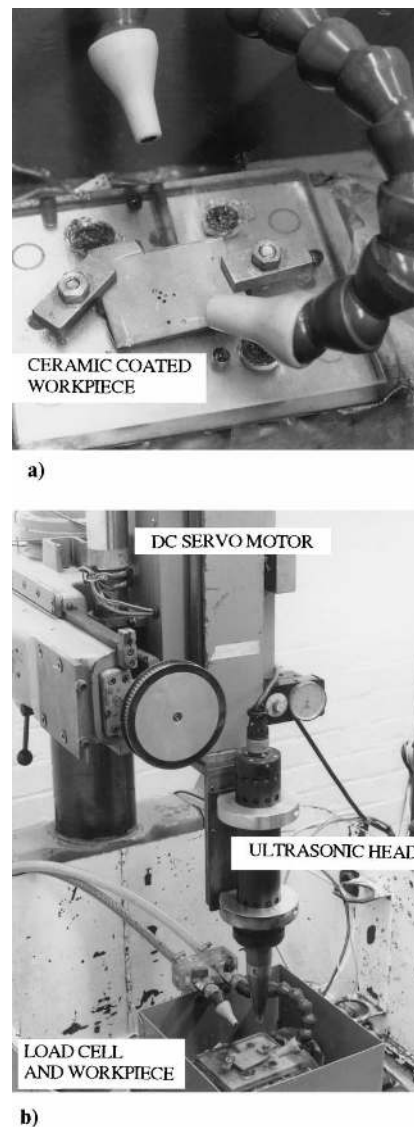 CERAMIC COATED
WORKPIECE
a)
DC SERVO MOTOR
ULTRASONIC HEAD
LOAD CELL
AND WORKPIECE
b)